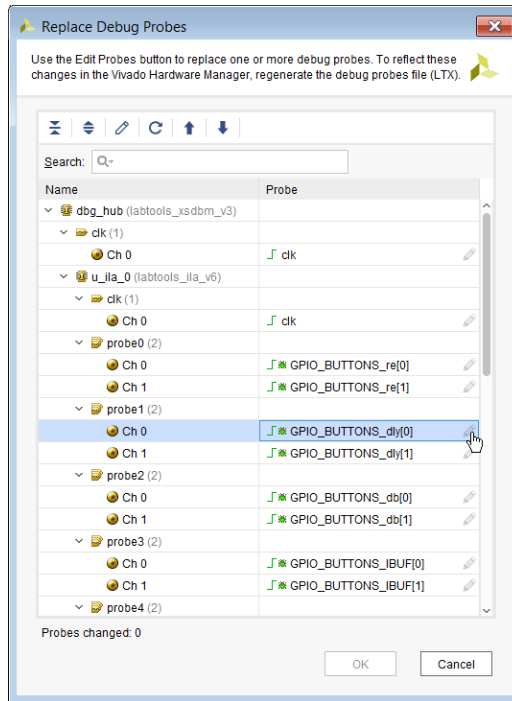 Replace Debug Probes
Use the Edit Probes button to replace one or more debug probes. To reflect these
changes in the Vivado Hardware Manager, regenerate the debug probes file (LTX).
Search:
Name Probe
dbg_hub (labtools_xsdbm_v3)
clk (1)
Ch 0 clk
u_ila_0 (labtools_ila_v6)
clk (1)
Ch 0 clk
probe0 (2)
Ch 0 GPIO_BUTTONS_re[0]
Ch 1 GPIO_BUTTONS_re[1]
probe1 (2)
Ch 0 GPIO_BUTTONS_dly[0]
Ch 1 GPIO_BUTTONS_dly[1]
probe2 (2)
Ch 0 GPIO_BUTTONS_db[0]
Ch 1 GPIO_BUTTONS_db[1]
probe3 (2)
Ch 0 GPIO_BUTTONS_IBUF[0]
Ch 1 GPIO_BUTTONS_IBUF[1]
probe4 (2)
Probes changed: 0
OK Cancel